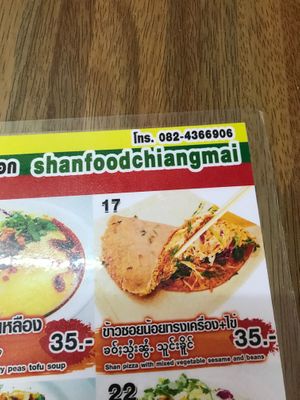 โทร. 082-4366906
shanfoodchiangmai
17
หลือง
35.-
y peas tofu soup
ข้าวซอยน้อยทรงเครื่อง+ไข่
35.-
Shan pizza with mixed vegetable sesame and beans
22